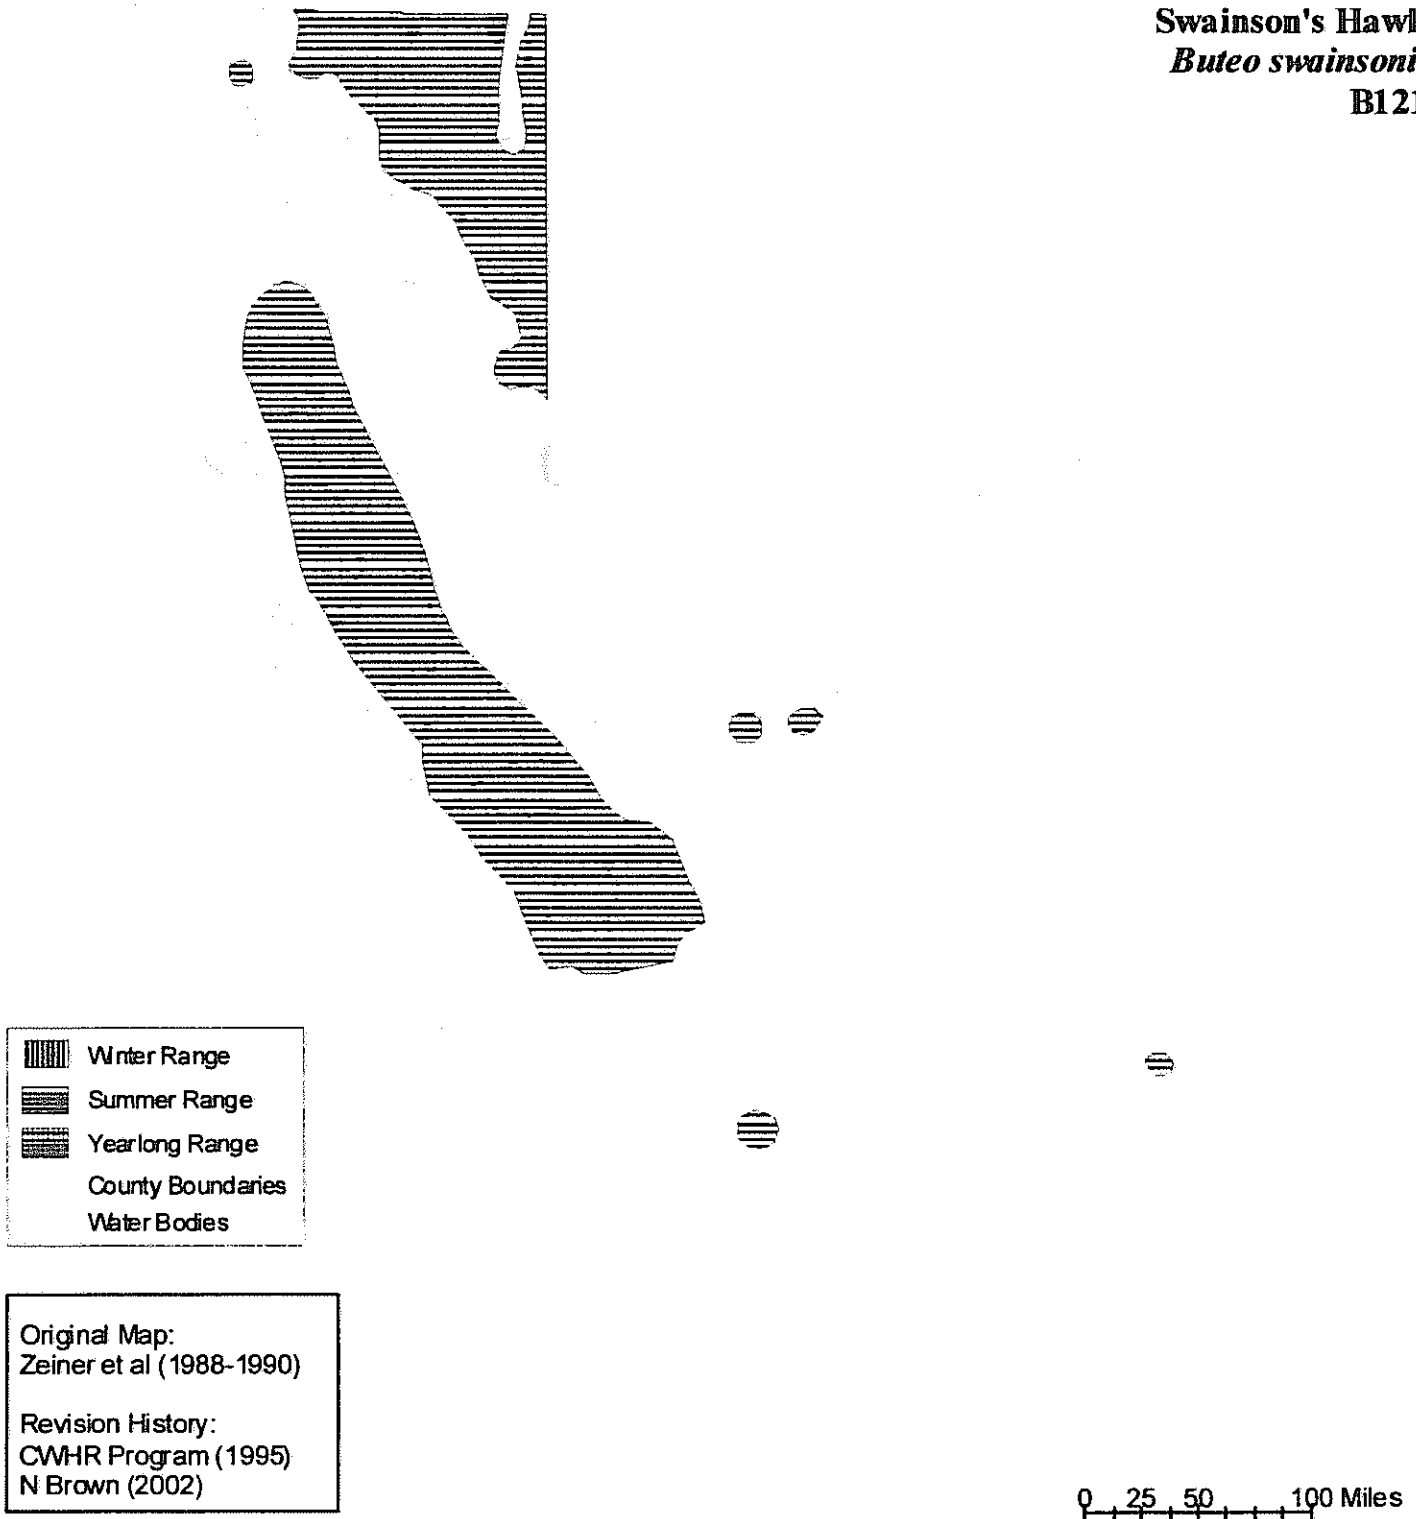 Swainson's Hawk
Buteo swainsoni
B121
Winter Range
Summer Range
Yearlong Range
County Boundaries
Water Bodies
Original Map:
Zeiner et al (1988-1990)
Revision History:
CWHR Program (1995)
N Brown (2002)
0 25 50 100 Miles